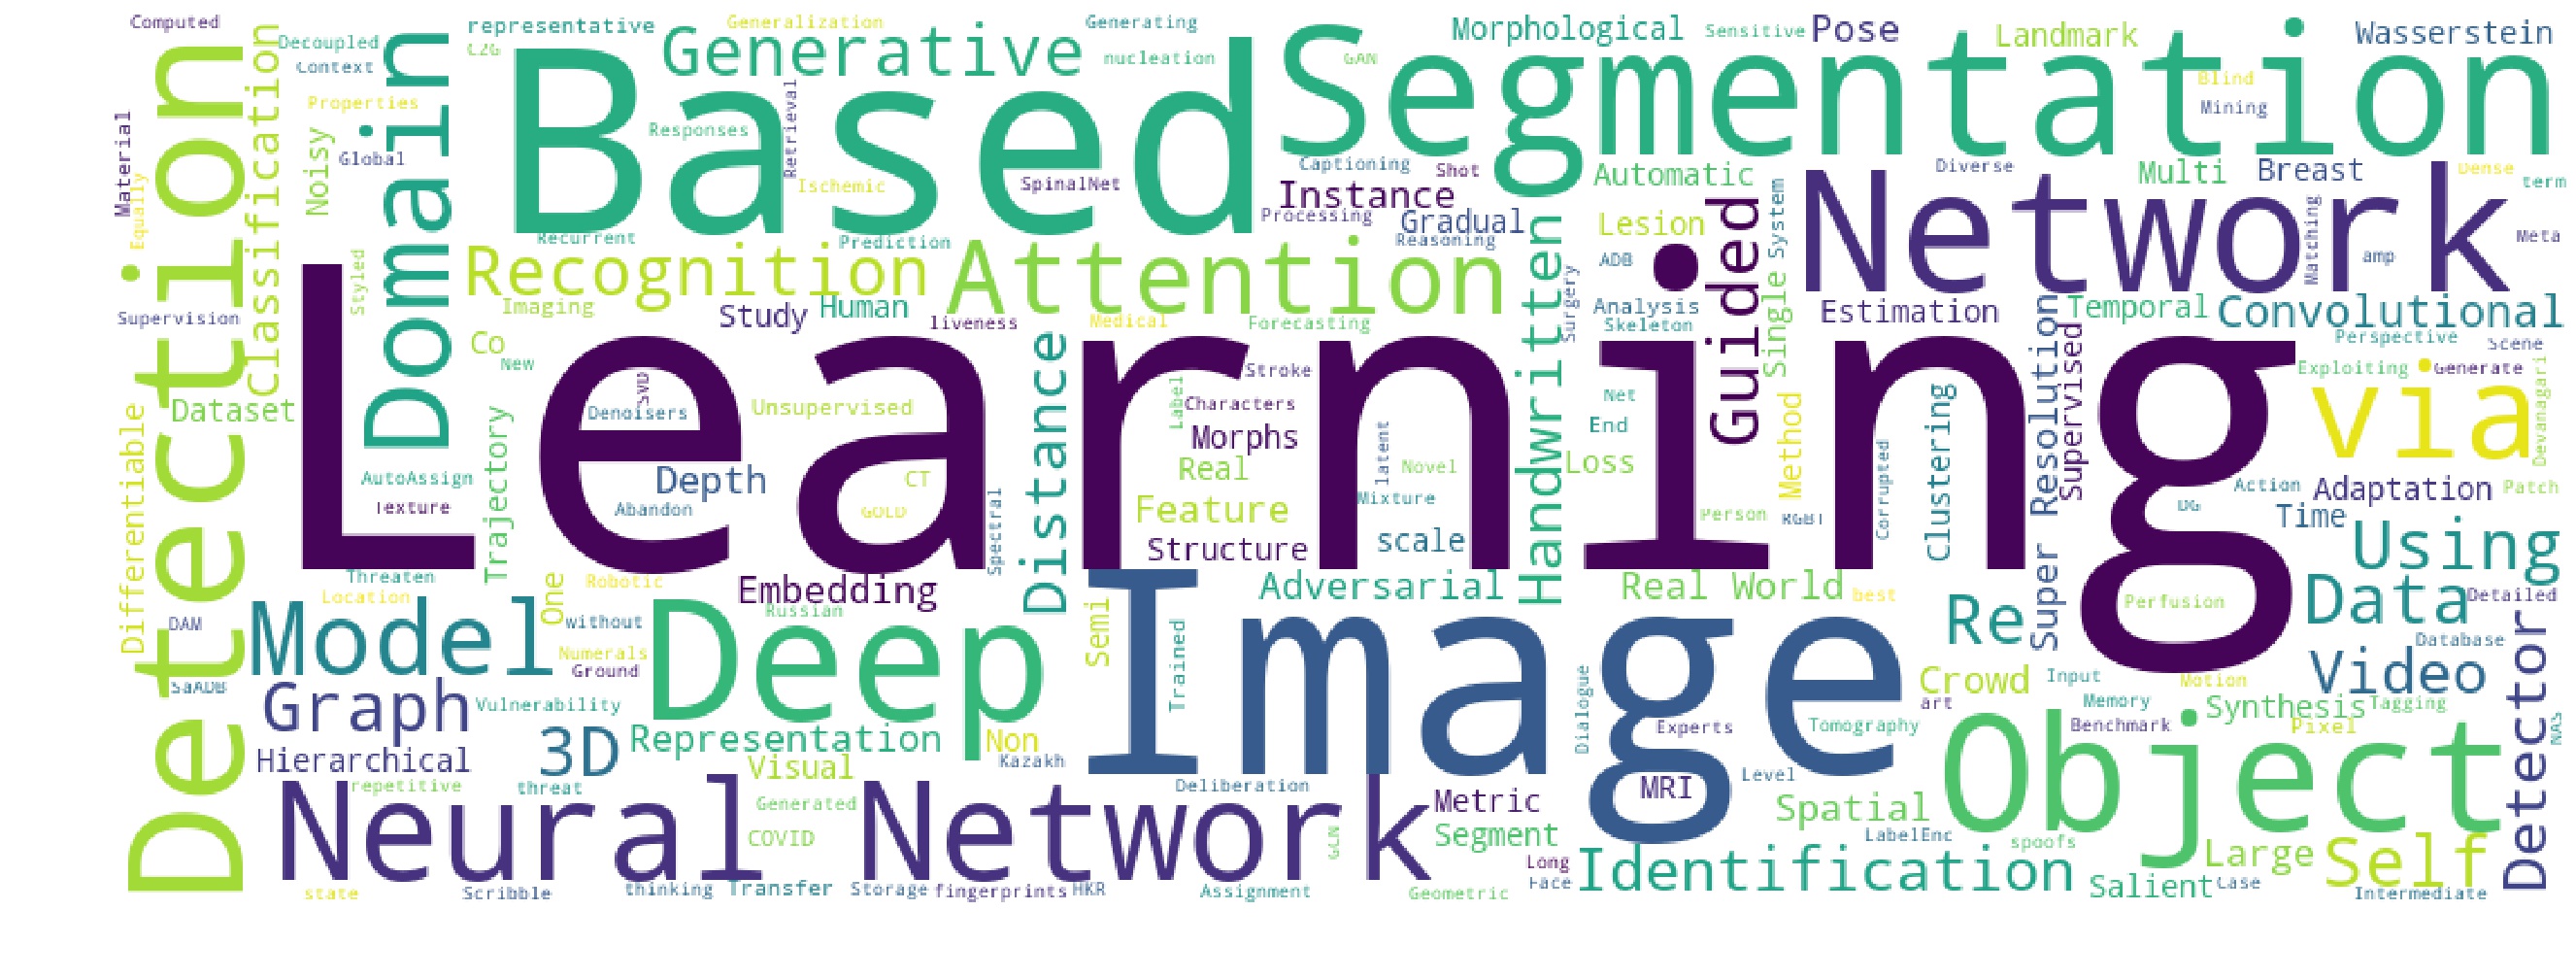 Computed
Decoupled
Context
Properties
Global
Material
Equally
Detection
Classification
Noisy
Domain
Styled
representative
C2G
Generalization
Generating
Generative
nucleation
Based
Responses
Retrieval
Ischemic
SpinalNet
Recurrent
Prediction
GAN
Segmentation
Morphological
Sensitive
Pose
Landmark
Wasserstein
Blind
Mining
Captioning
Shot
Instance
Processing
Gradual
Reasoning
Automatic
Lesion
Diverse
Multi
Breast
Dense
term
Network
Matching
Meta
amp
Recognition
Imaging
Attention
Study
Human
liveness
Medical
Forecasting
Handwritten
Surgery
ADB
Analysis
Skeleton
Guided
Single
System
Estimation
Temporal
Convolutional
Perspective
Scene
Supervision
Dataset
Differentiable
Co
New
Learning
SVD
Denoisers
Unsupervised
Distance
Stroke
Label
Characters
Morphs
Real
Feature
Structure
latent
Novel
Mixture
scale
Net
End
Loss
Method
Person
RGBT
Corrupted
Clustering
Super Resolution
Supervised
Exploiting
Generate
via
Devanagari
Action
Adaptation
Patch
DG
Time
Using
AutoAssign
Texture
Trajectory
Depth
Abandon
CT
GOLD
Spectral
Threaten
Location
One
Robotic
Embedding
Russian
Adversarial
Real World
best
Re
Perfusion
Data
Detailed
Database
DAM
Model
without
Numerals
Ground
Deep
Semi
Trained
Image
Dialogue
Crowd
Input
Motion
Video
Detector
SaADB
Graph
Vulnerability
Hierarchical
3D
Representation
Visual
Non
Kazakh
Experts
Tomography
art
Memory
Benchmark
Synthesis
Tagging
Pixel
NAS
Object
repetitive
threat
Neural Network
Generated
COVID
Deliberation
GCN
Metric
Segment
MRI
Level
Spatial
LabelEnc
spoofs
Large
Self
Long
Face
Identification
Salient
Case
Intermediate
state
Scribble
thinking
Transfer
Storage
fingerprints
HKR
Assignment
Geometric